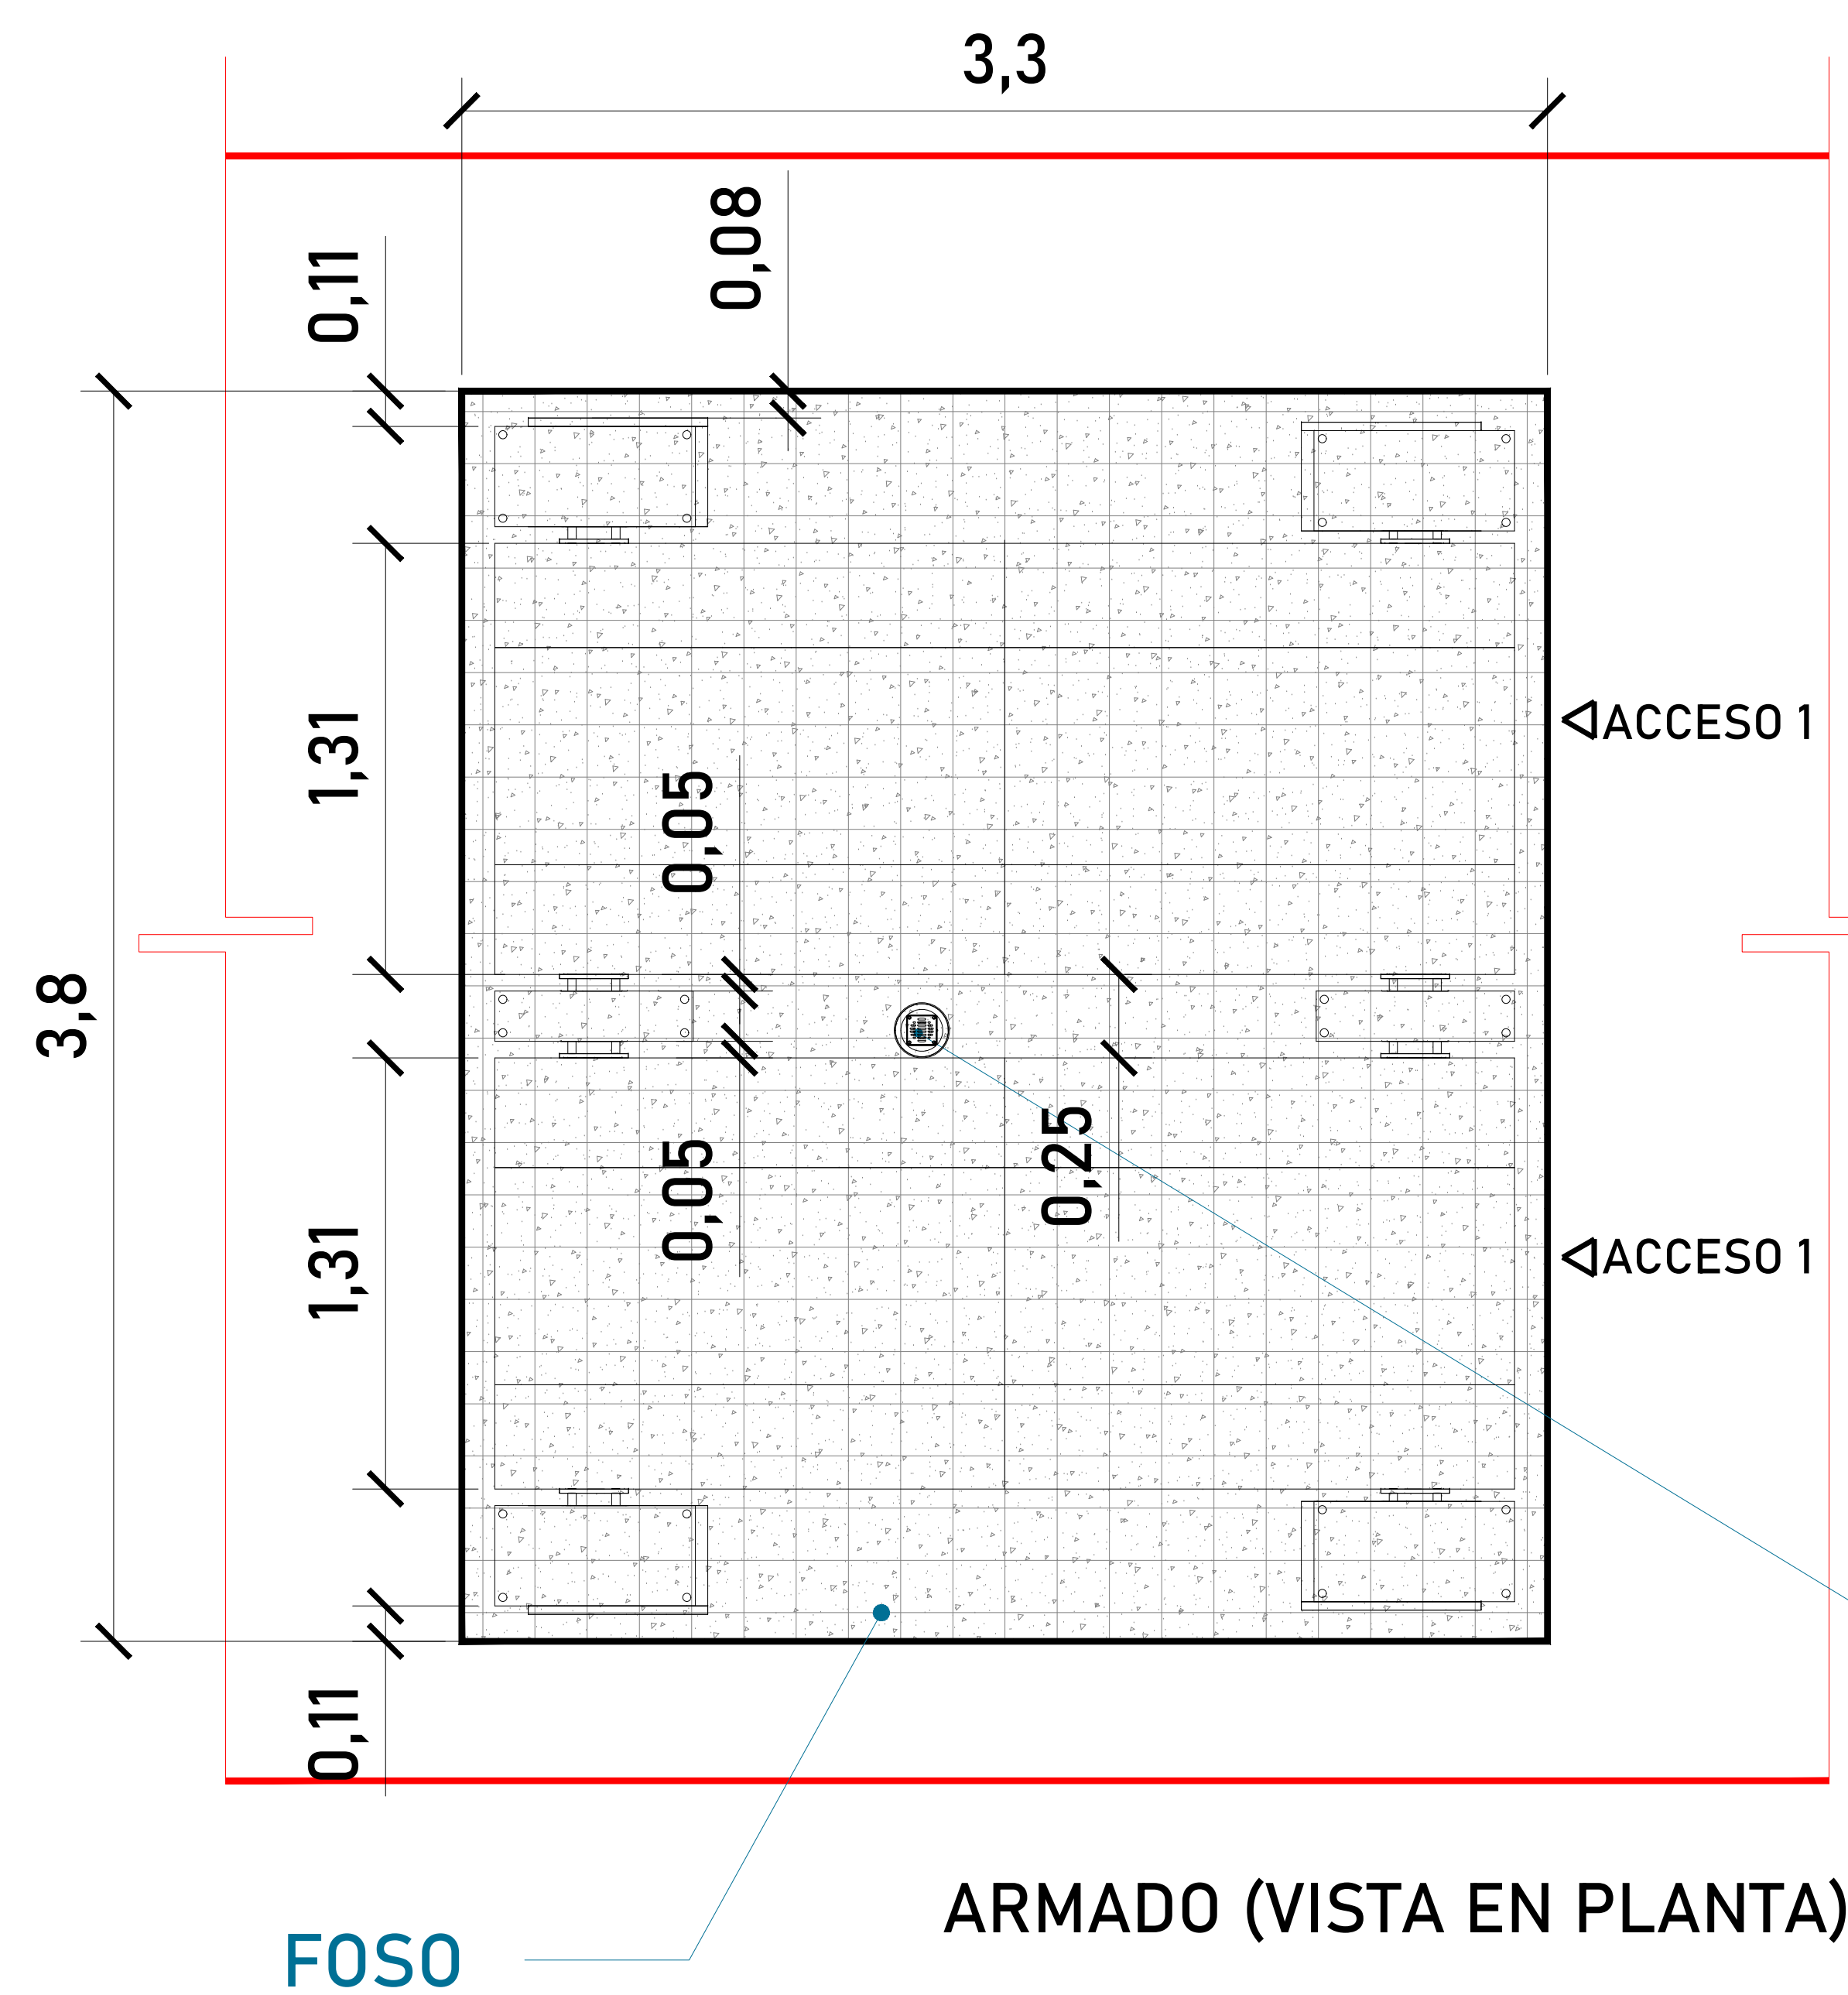 3,3
0,08
0,11
1,31
ACCESO 1
0,05
3,8
0,25
0,05
1,31
ACCESO 1
0,11
ARMADO (VISTA EN PLANTA)
FOSO